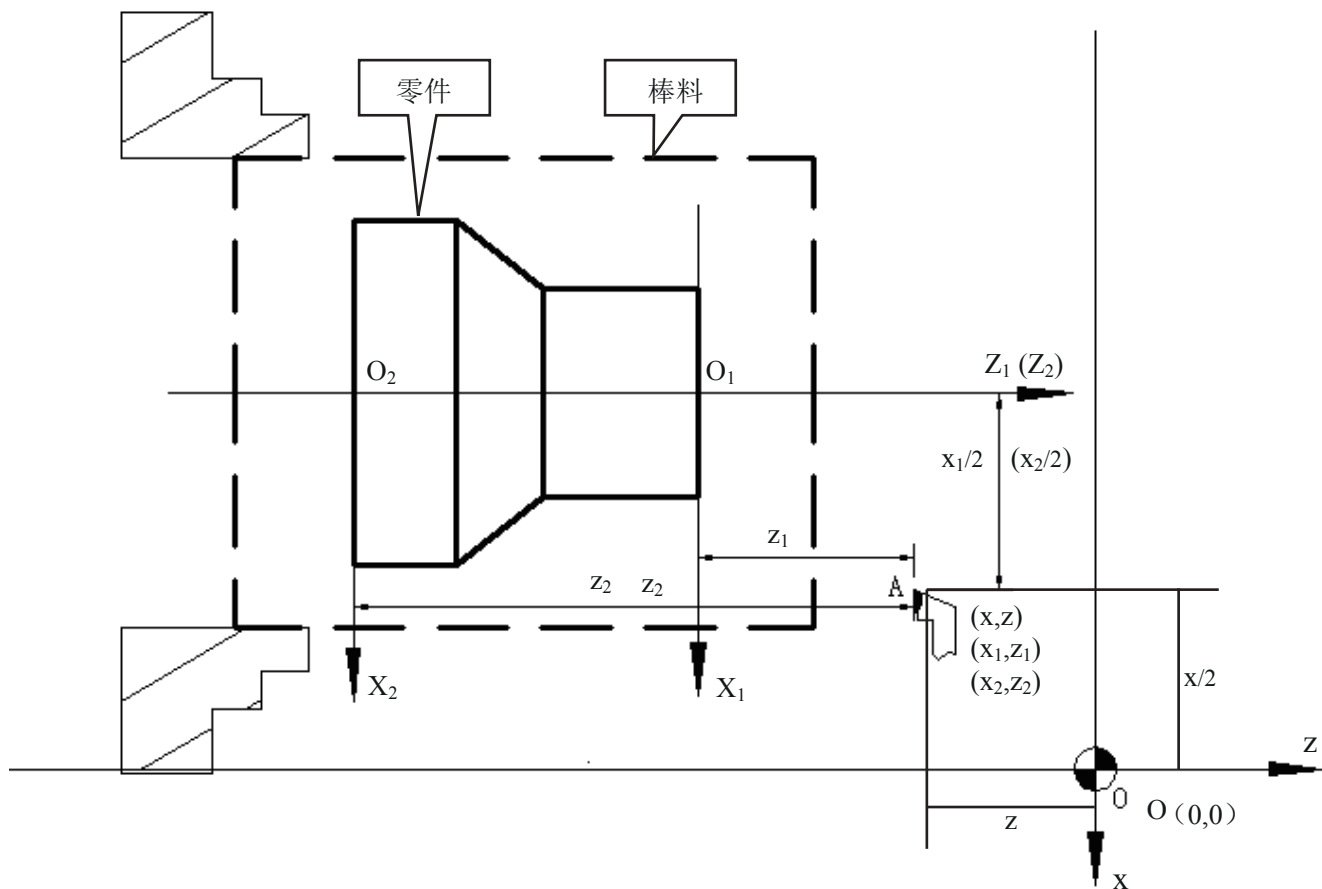 零件
棒料
O₂
O₁
Z₁ (Z₂)
x₁/2
(x₂/2)
z₁
z₂
z₂
A
(x,z)
(x₁,z₁)
(x₂,z₂)
x/2
X₂
X₁
z
O
O（0,0）
z
x